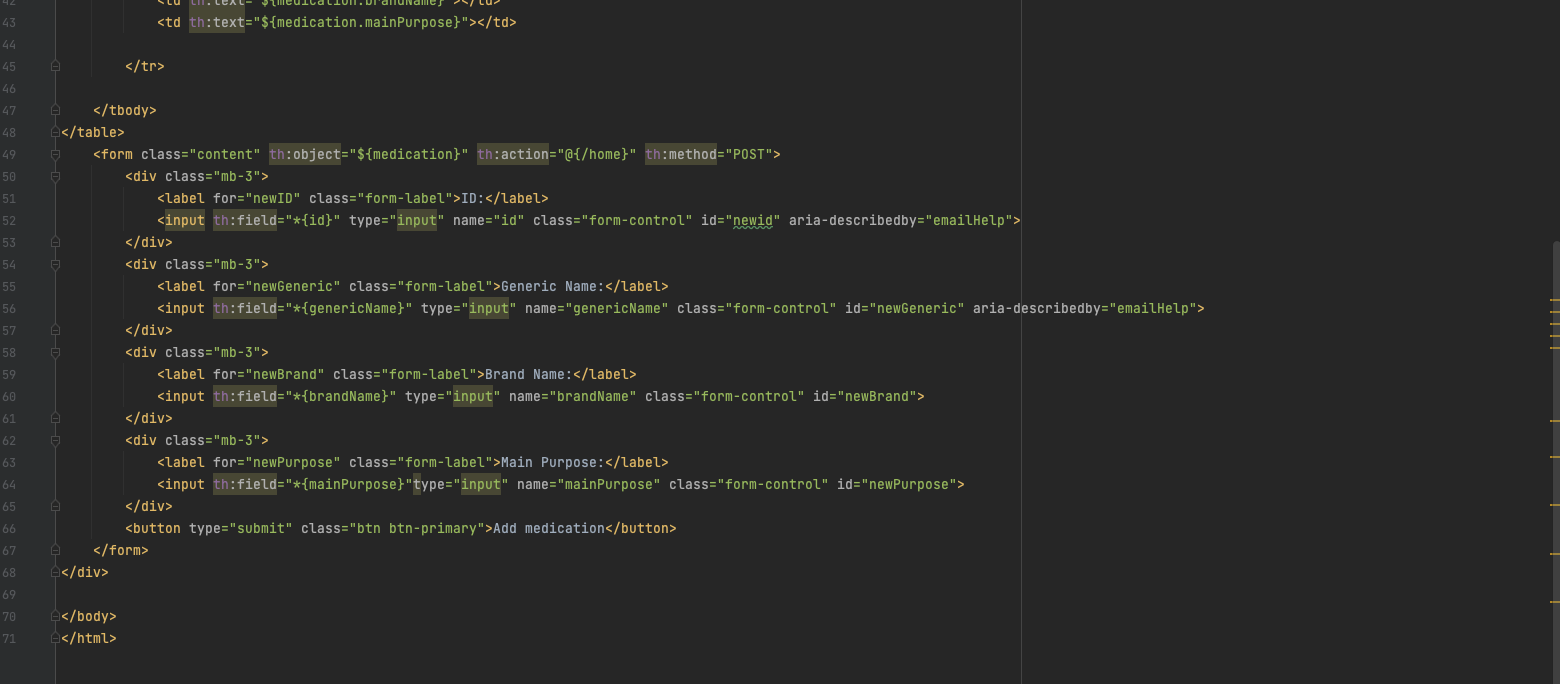 42 <td th:text="${medication.brandName}"></td>
43 <td th:text="${medication.mainPurpose}"></td>
44
45 </tr>
46
47 </tbody>
48 </table>
49 <form class="content" th:object="${medication}" th:action="@{/home}" th:method="POST">
50 <div class="mb-3">
51 <label for="newID" class="form-label">ID:</label>
52 <input th:field="*{id}" type="input" name="id" class="form-control" id="newid" aria-describedby="emailHelp">
53 </div>
54 <div class="mb-3">
55 <label for="newGeneric" class="form-label">Generic Name:</label>
56 <input th:field="*{genericName}" type="input" name="genericName" class="form-control" id="newGeneric" aria-describedby="emailHelp">
57 </div>
58 <div class="mb-3">
59 <label for="newBrand" class="form-label">Brand Name:</label>
60 <input th:field="*{brandName}" type="input" name="brandName" class="form-control" id="newBrand">
61 </div>
62 <div class="mb-3">
63 <label for="newPurpose" class="form-label">Main Purpose:</label>
64 <input th:field="*{mainPurpose}"type="input" name="mainPurpose" class="form-control" id="newPurpose">
65 </div>
66 <button type="submit" class="btn btn-primary">Add medication</button>
67 </form>
68 </div>
69
70 </body>
71 </html>